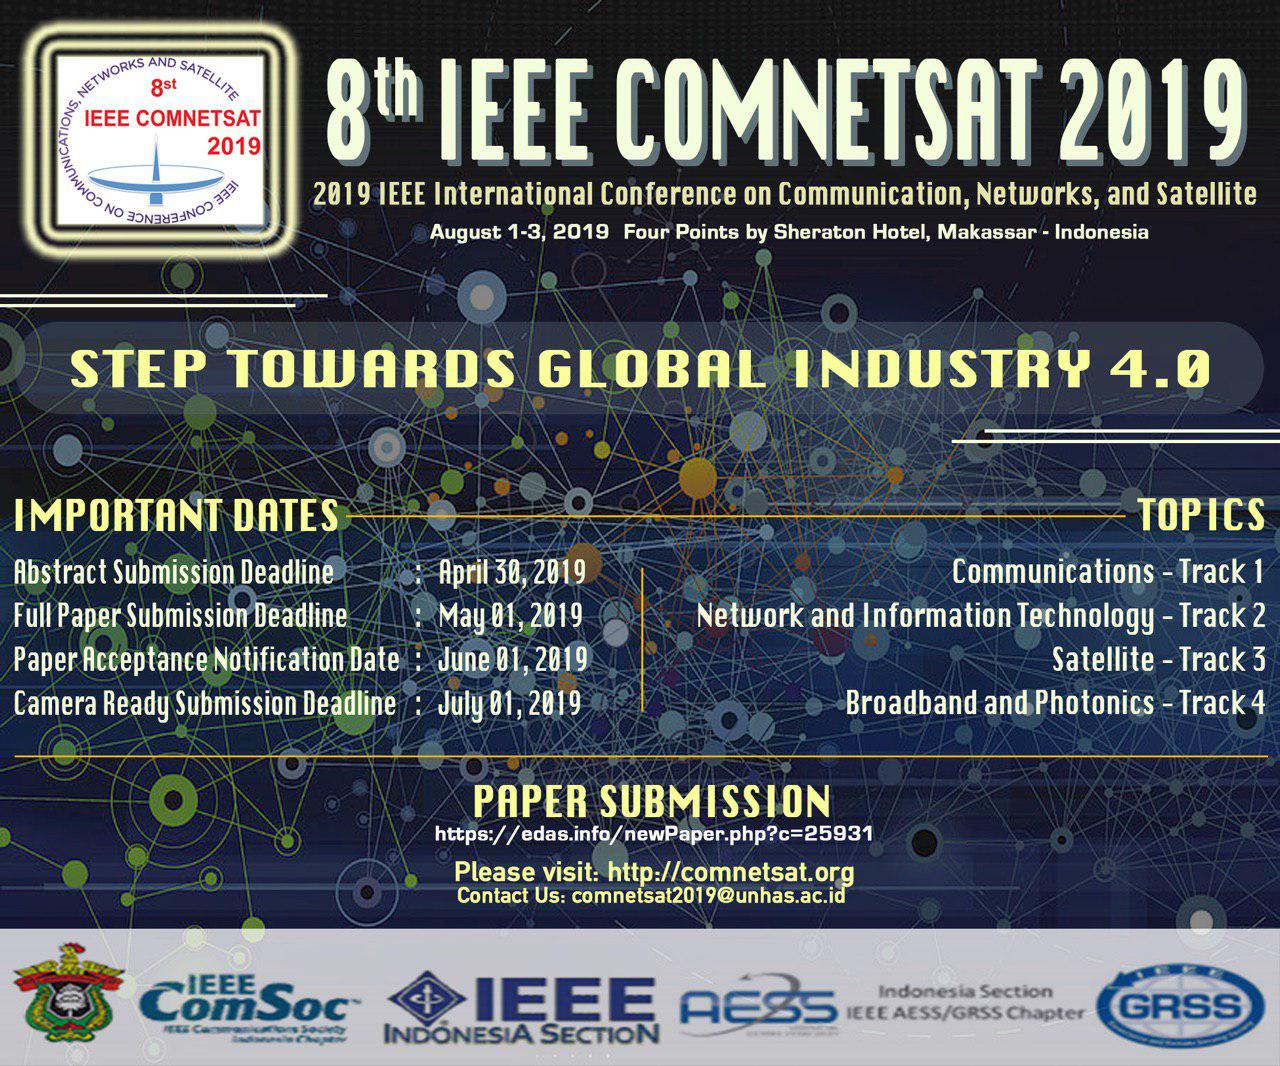 IEEE CONFERENCE ON COMMUNICATIONS, NETWORKS AND SATELLITE
8st
IEEE COMNETSAT
2019
8th IEEE COMNETSAT 2019
2019 IEEE International Conference on Communication, Networks, and Satellite
August 1-3, 2019 Four Points by Sheraton Hotel, Makassar - Indonesia
STEP TOWARDS GLOBAL INDUSTRY 4.0
IMPORTANT DATES
Abstract Submission Deadline : April 30, 2019
Full Paper Submission Deadline : May 01, 2019
Paper Acceptance Notification Date : June 01, 2019
Camera Ready Submission Deadline : July 01, 2019
TOPICS
Communications - Track 1
Network and Information Technology - Track 2
Satellite - Track 3
Broadband and Photonics - Track 4
PAPER SUBMISSION
https://edas.info/newPaper.php?c=25931
Please visit: http://comnetsat.org
Contact Us: comnetsat2019@unhas.ac.id
IEEE
ComSoc
IEEE Communications Society
Indonesia Chapter
IEEE
INDONESIA SECTION
AESS
Indonesia Section
IEEE AESS/GRSS Chapter
IEEE
GRSS